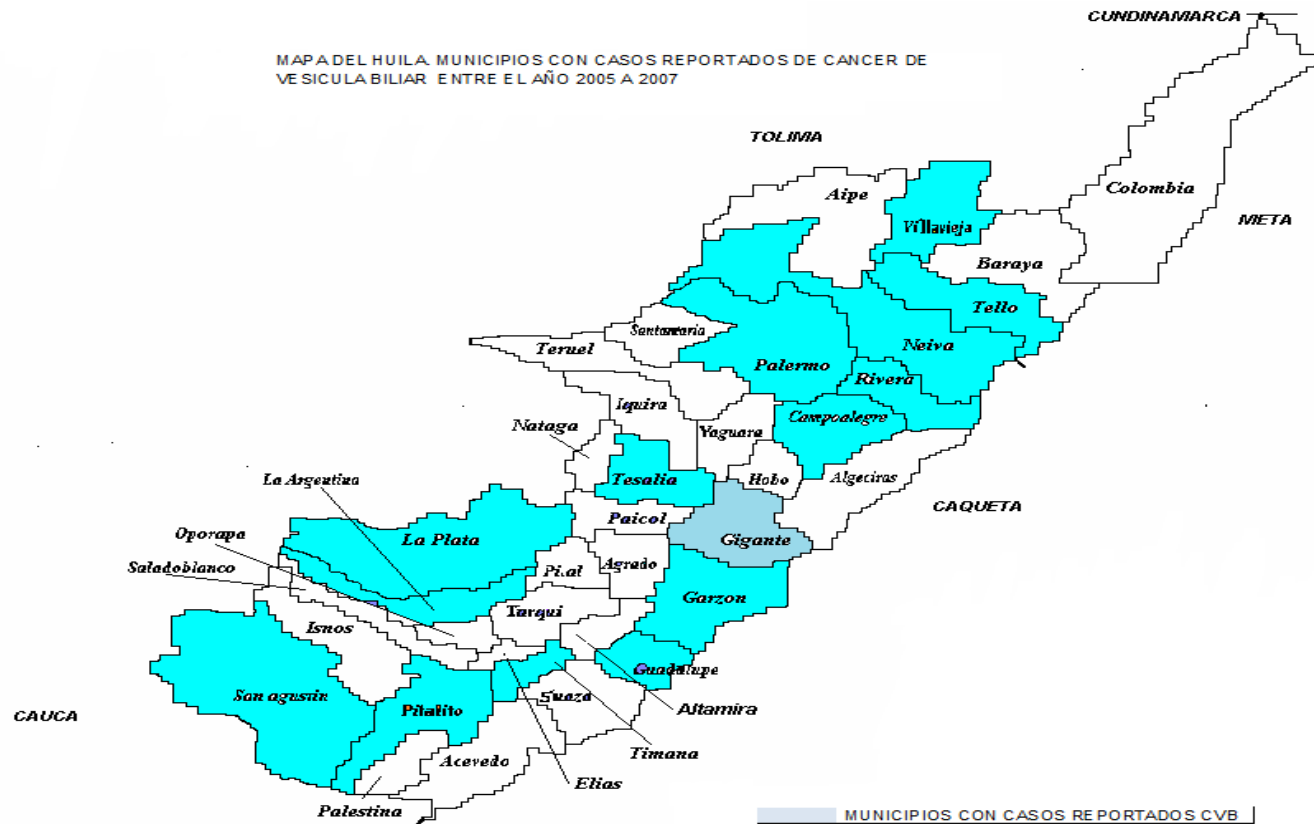 CUNDINAMARCA
MAPA DEL HUILA. MUNICIPIOS CON CASOS REPORTADOS DE CANCER DE
VESICULA BILIAR ENTRE EL AÑO 2005 A 2007
TOLIMA
Aipe
Colombia
Villavieja
META
Baraya
Tello
Santamaria
Teruel
Neiva
Palermo
Rivera
Iquira
Campoalegre
Nataga
Yaguara
La Argentina
Tesalia
Hobo
Algeciras
CAQUETA
Paicol
Oporapa
La Plata
Gigante
Saladoblanco
Pi.al
Agrado
Garzon
Tarqui
Isnos
Guadalupe
San agustin
Suaza
CAUCA
Pitalito
Altamira
Timana
Acevedo
Elias
Palestina
MUNICIPIOS CON CASOS REPORTADOS CVB